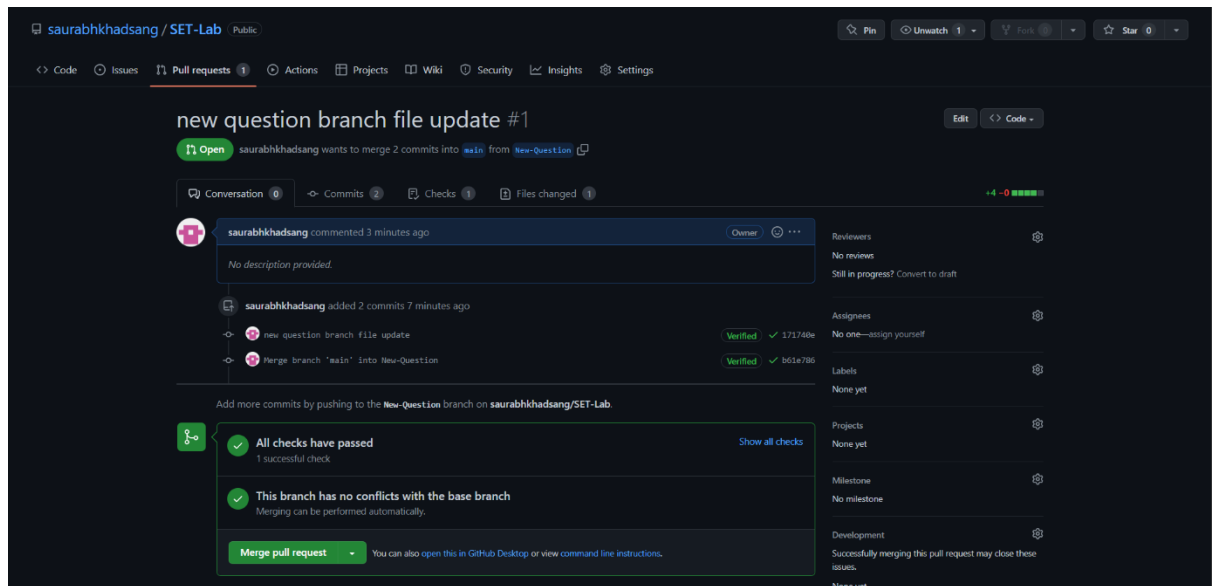 saurabhkhadsang / SET-Lab Public
Pin Unwatch 1 Fork 0 Star 0
Code Issues Pull requests 1 Actions Projects Wiki Security Insights Settings
new question branch file update #1
Edit <> Code
Open saurabhkhadsang wants to merge 2 commits into main from New-Question
Conversation 0 Commits 2 Checks 1 Files changed 1
+4 −0
saurabhkhadsang commented 3 minutes ago Owner ...
No description provided.
saurabhkhadsang added 2 commits 7 minutes ago
new question branch file update Verified 171740e
Merge branch 'main' into New-Question Verified b61e786
Add more commits by pushing to the New-Question branch on saurabhkhadsang/SET-Lab.
All checks have passed Show all checks
1 successful check
This branch has no conflicts with the base branch
Merging can be performed automatically.
Merge pull request You can also open this in GitHub Desktop or view command line instructions.
Reviewers
No reviews
Still in progress? Convert to draft
Assignees
No one—assign yourself
Labels
None yet
Projects
None yet
Milestone
No milestone
Development
Successfully merging this pull request may close these
issues.
None yet